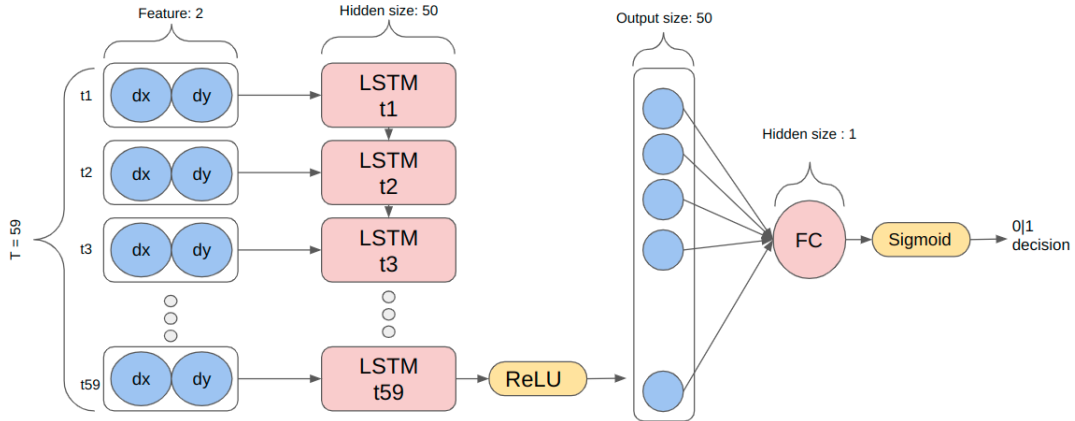 Feature: 2
Hidden size: 50
Output size: 50
t1
dx
dy
LSTM
t1
Hidden size : 1
t2
dx
dy
LSTM
t2
T = 59
t3
dx
dy
LSTM
t3
FC
Sigmoid
0|1
decision
t59
dx
dy
LSTM
t59
ReLU